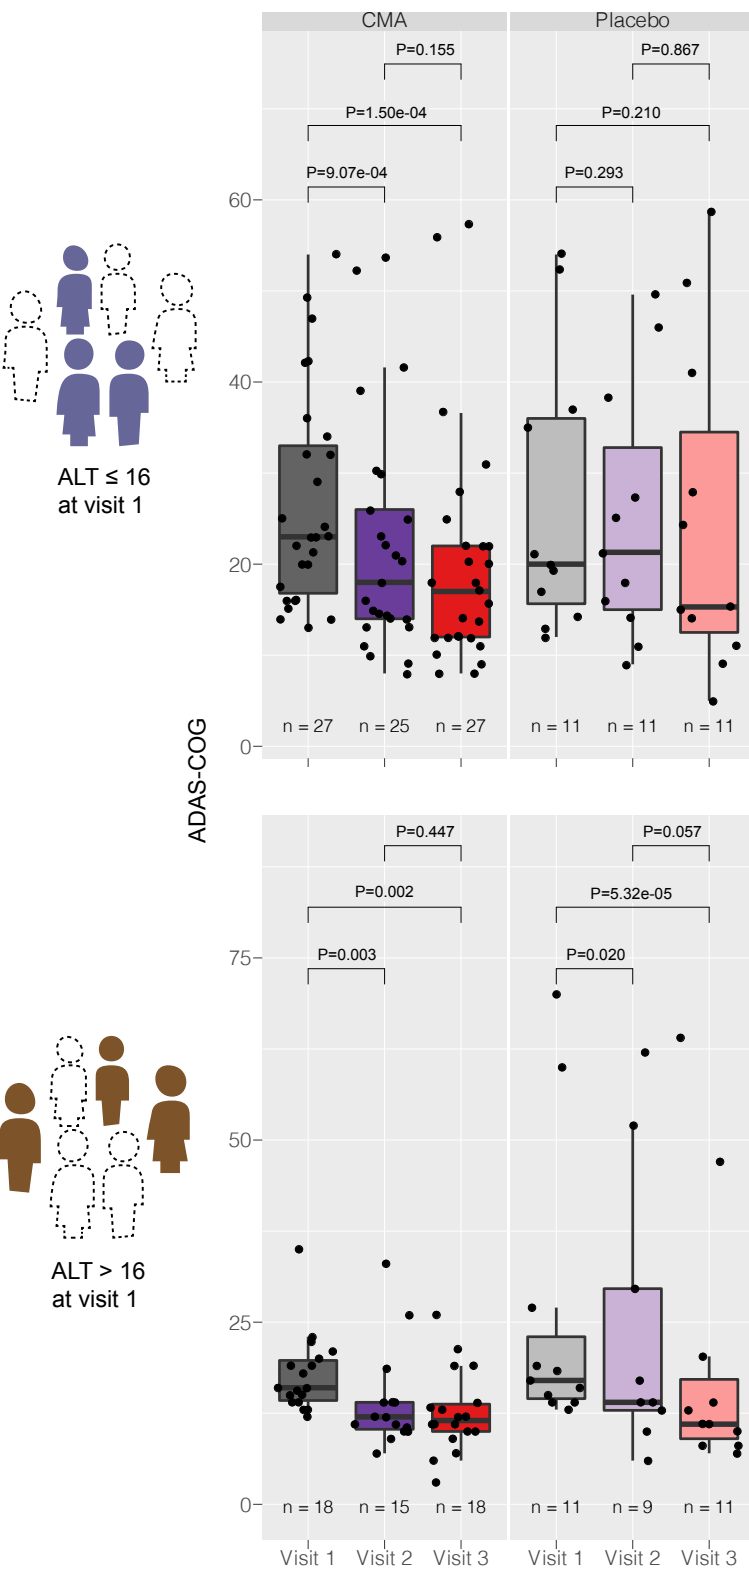 CMA
Placebo
P=0.155
P=0.867
P=1.50e-04
P=0.210
P=9.07e-04
P=0.293
60
40
20
0
ALT ≤ 16
at visit 1
n = 27
n = 25
n = 27
n = 11
n = 11
n = 11
ADAS-COG
P=0.447
P=0.057
P=0.002
P=5.32e-05
P=0.003
P=0.020
75
50
25
0
ALT > 16
at visit 1
n = 18
n = 15
n = 18
n = 11
n = 9
n = 11
Visit 1
Visit 2
Visit 3
Visit 1
Visit 2
Visit 3